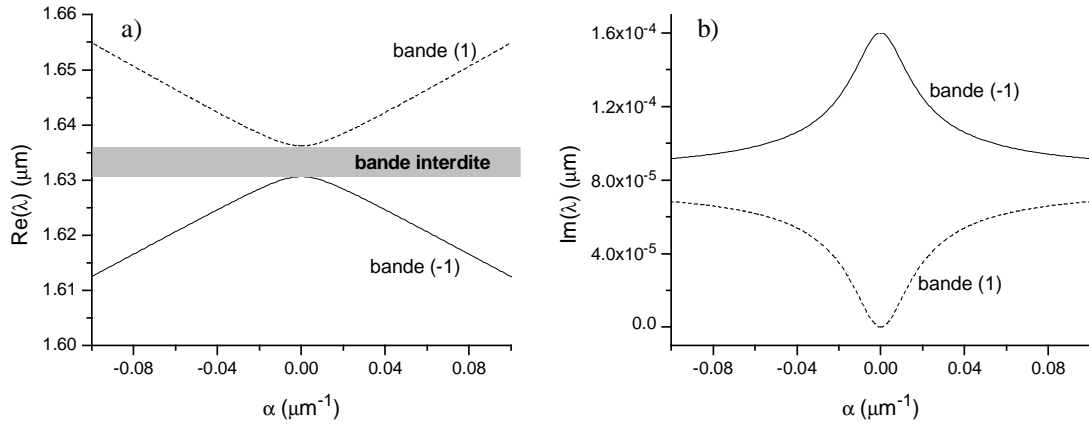 a)
1.66
1.65
1.64
1.63
1.62
1.61
1.60
Re(λ) (μm)
bande (1)
bande interdite
bande (-1)
-0.08
-0.04
0.00
0.04
0.08
α (μm⁻¹)
b)
1.6x10⁻⁴
1.2x10⁻⁴
8.0x10⁻⁵
4.0x10⁻⁵
0.0
Im(λ) (μm)
bande (-1)
bande (1)
-0.08
-0.04
0.00
0.04
0.08
α (μm⁻¹)